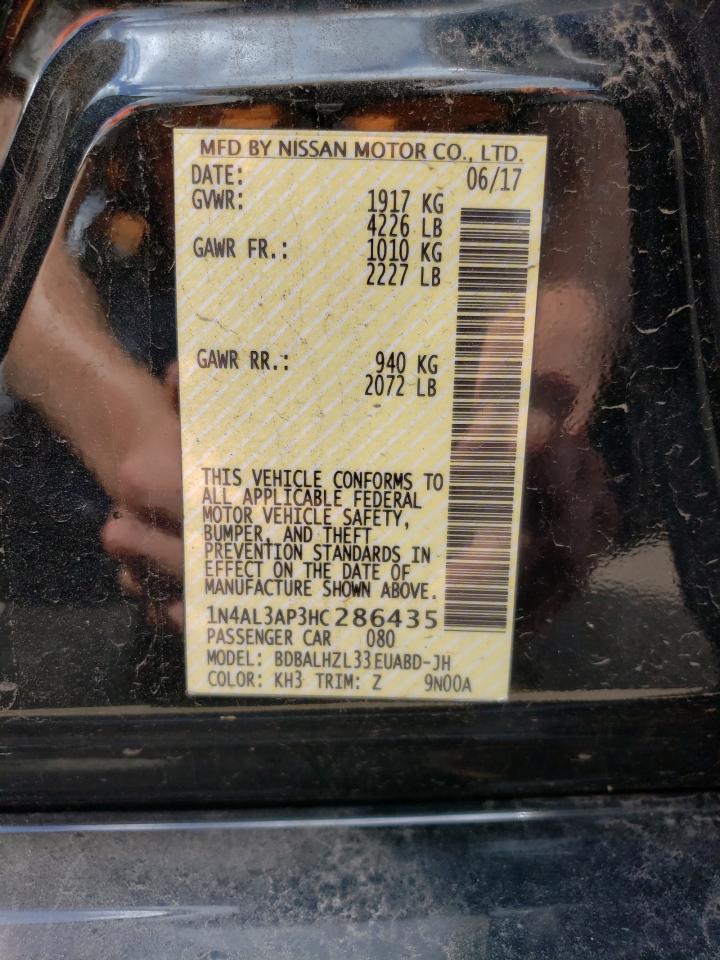 MFD BY NISSAN MOTOR CO., LTD.
DATE: 06/17
GVWR: 1917 KG
4226 LB
GAWR FR.: 1010 KG
2227 LB
GAWR RR.: 940 KG
2072 LB
THIS VEHICLE CONFORMS TO
ALL APPLICABLE FEDERAL
MOTOR VEHICLE SAFETY,
BUMPER, AND THEFT
PREVENTION STANDARDS IN
EFFECT ON THE DATE OF
MANUFACTURE SHOWN ABOVE.
1N4AL3AP3HC286435
PASSENGER CAR 080
MODEL: BDBALHZL33EUABD-JH
COLOR: KH3 TRIM: Z 9N00A